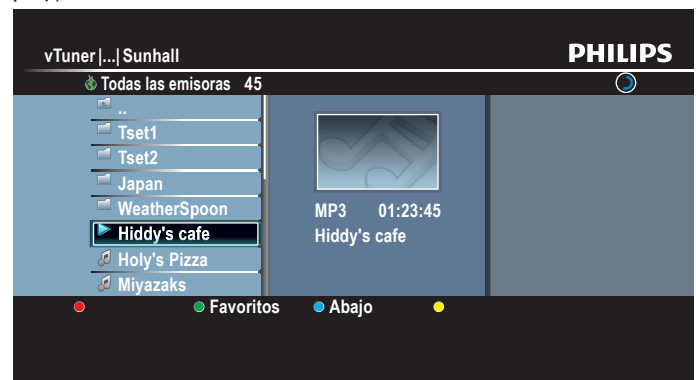 vTuner|...| Sunhall
PHILIPS
Todas las emisoras 45
..
Tset1
Tset2
Japan
WeatherSpoon
Hiddy's cafe
Holy's Pizza
Miyazaks
MP3 01:23:45
Hiddy's cafe
Favoritos Abajo